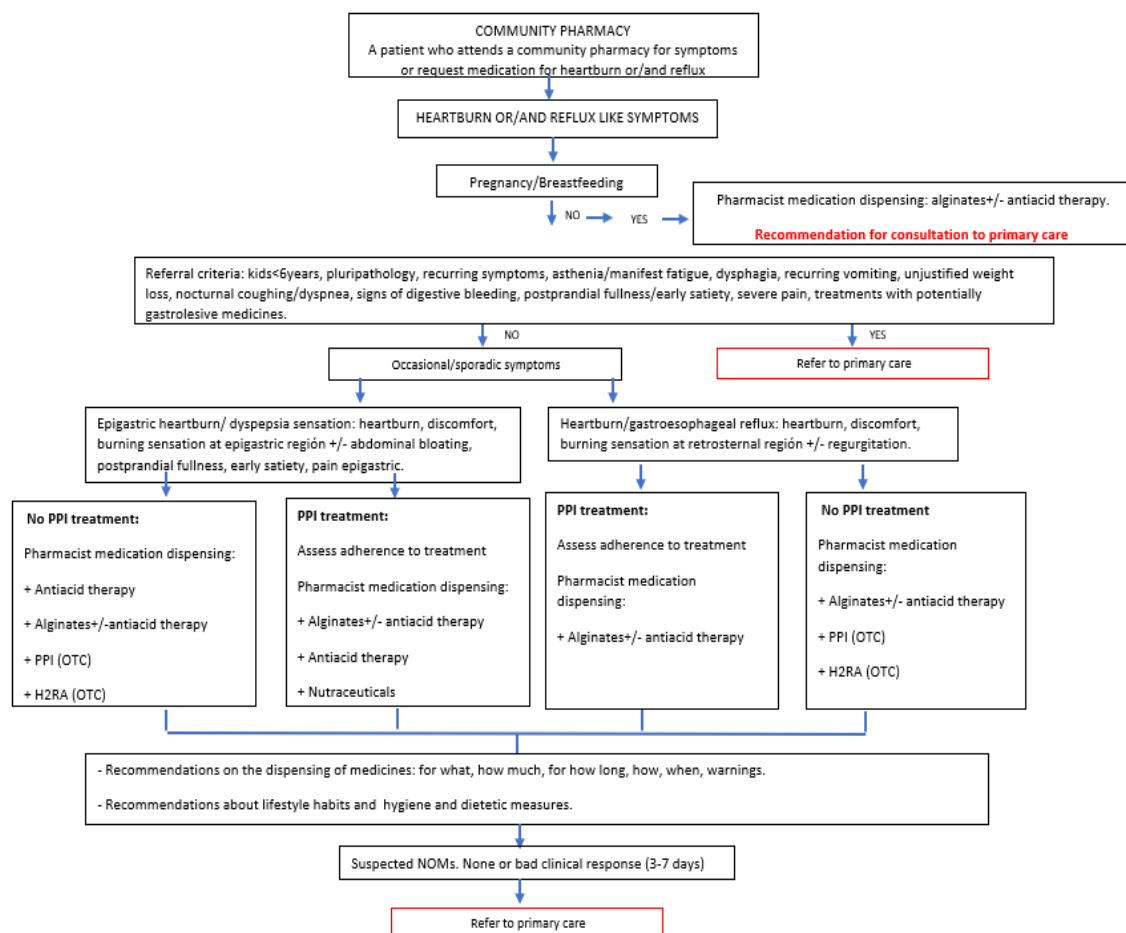 COMMUNITY PHARMACY
A patient who attends a community pharmacy for symptoms
or request medication for heartburn or/and reflux
HEARTBURN OR/AND REFLUX LIKE SYMPTOMS
Pregnancy/Breastfeeding
NO
YES
Pharmacist medication dispensing: alginates+/- antiacid therapy.
Recommendation for consultation to primary care
Referral criteria: kids<6years, pluripathology, recurring symptoms, asthenia/manifest fatigue, dysphagia, recurring vomiting, unjustified weight
loss, nocturnal coughing/dyspnea, signs of digestive bleeding, postprandial fullness/early satiety, severe pain, treatments with potentially
gastrolesive medicines.
NO
YES
Occasional/sporadic symptoms
Refer to primary care
Epigastric heartburn/ dyspepsia sensation: heartburn, discomfort,
burning sensation at epigastric región +/- abdominal bloating,
postprandial fullness, early satiety, pain epigastric.
Heartburn/gastroesophageal reflux: heartburn, discomfort,
burning sensation at retrosternal región +/- regurgitation.
No PPI treatment:
Pharmacist medication dispensing:
+ Antiacid therapy
+ Alginates+/-antiacid therapy
+ PPI (OTC)
+ H2RA (OTC)
PPI treatment:
Assess adherence to treatment
Pharmacist medication dispensing:
+ Alginates+/- antiacid therapy
+ Antiacid therapy
+ Nutraceuticals
PPI treatment:
Assess adherence to treatment
Pharmacist medication
dispensing:
+ Alginates+/- antiacid therapy
No PPI treatment
Pharmacist medication
dispensing:
+ Alginates+/- antiacid therapy
+ PPI (OTC)
+ H2RA (OTC)
- Recommendations on the dispensing of medicines: for what, how much, for how long, how, when, warnings.
- Recommendations about lifestyle habits and hygiene and dietetic measures.
Suspected NOMs. None or bad clinical response (3-7 days)
Refer to primary care